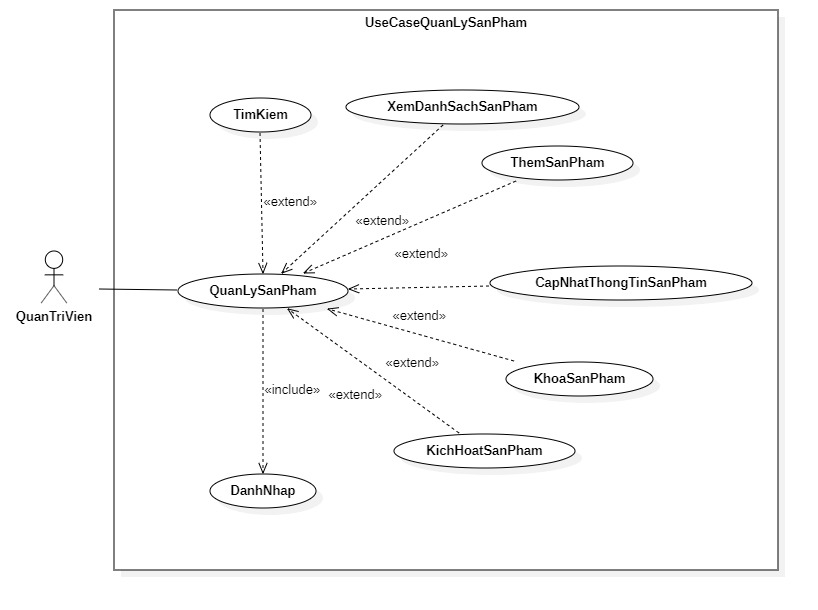 UseCaseQuanLySanPham
XemDanhSachSanPham
TimKiem
ThemSanPham
«extend»
«extend»
«extend»
CapNhatThongTinSanPham
QuanLySanPham
QuanTriVien
«extend»
«extend»
KhoaSanPham
«include»
«extend»
KichHoatSanPham
DanhNhap